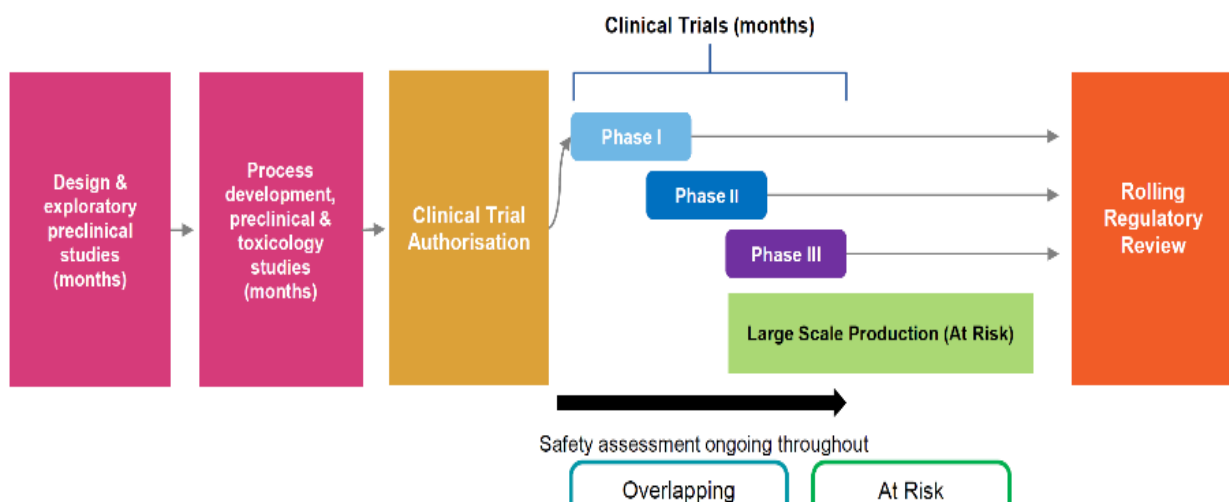 Clinical Trials (months)
Design &
exploratory
preclinical
studies
(months)
Process
development,
preclinical &
toxicology
studies
(months)
Clinical Trial
Authorisation
Phase I
Phase II
Phase III
Large Scale Production (At Risk)
Rolling
Regulatory
Review
Safety assessment ongoing throughout
Overlapping
At Risk